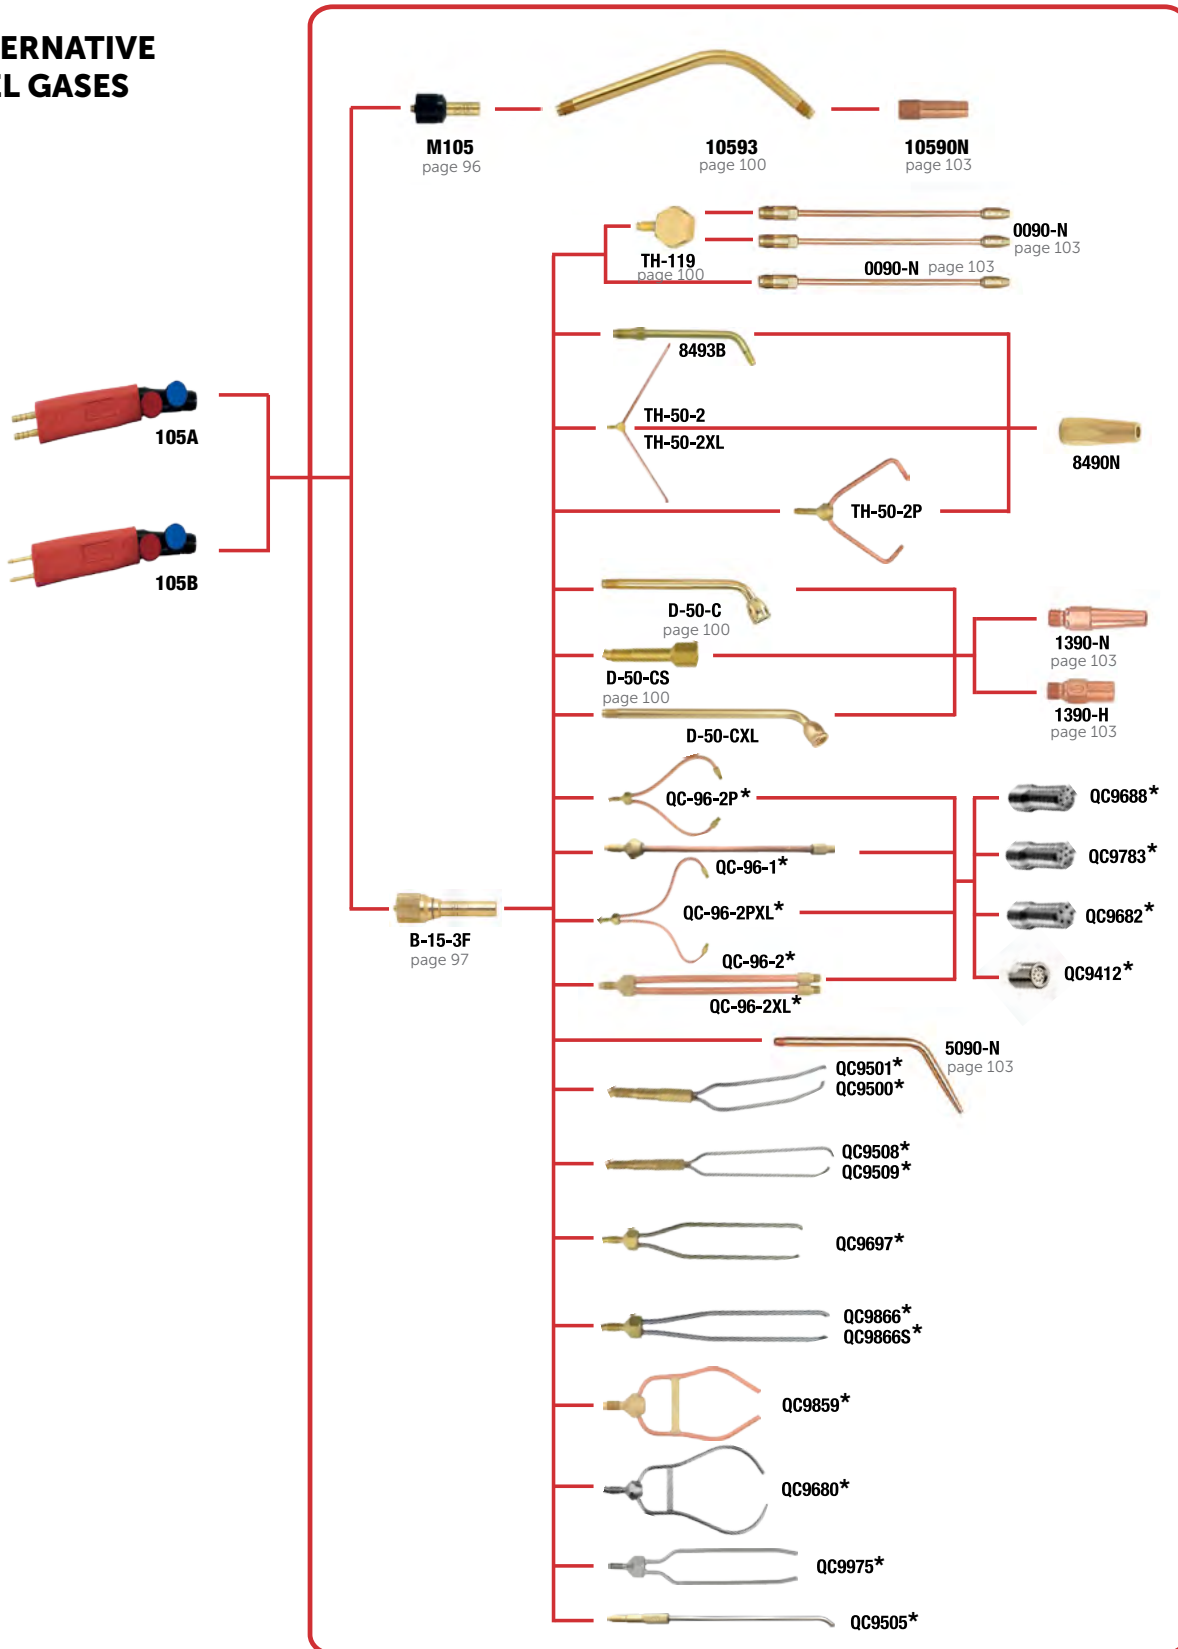 ERNATIVE
EL GASES
M105
page 96
10593
page 100
10590N
page 103
TH-119
page 100
0090-N
page 103
0090-N page 103
8493B
TH-50-2
TH-50-2XL
8490N
TH-50-2P
105A
105B
D-50-C
page 100
D-50-CS
page 100
D-50-CXL
1390-N
page 103
1390-H
page 103
QC-96-2P*
QC-96-1*
QC-96-2PXL*
QC-96-2*
QC-96-2XL*
QC9688*
QC9783*
QC9682*
QC9412*
B-15-3F
page 97
5090-N
page 103
QC9501*
QC9500*
QC9508*
QC9509*
QC9697*
QC9866*
QC9866S*
QC9859*
QC9680*
QC9975*
QC9505*